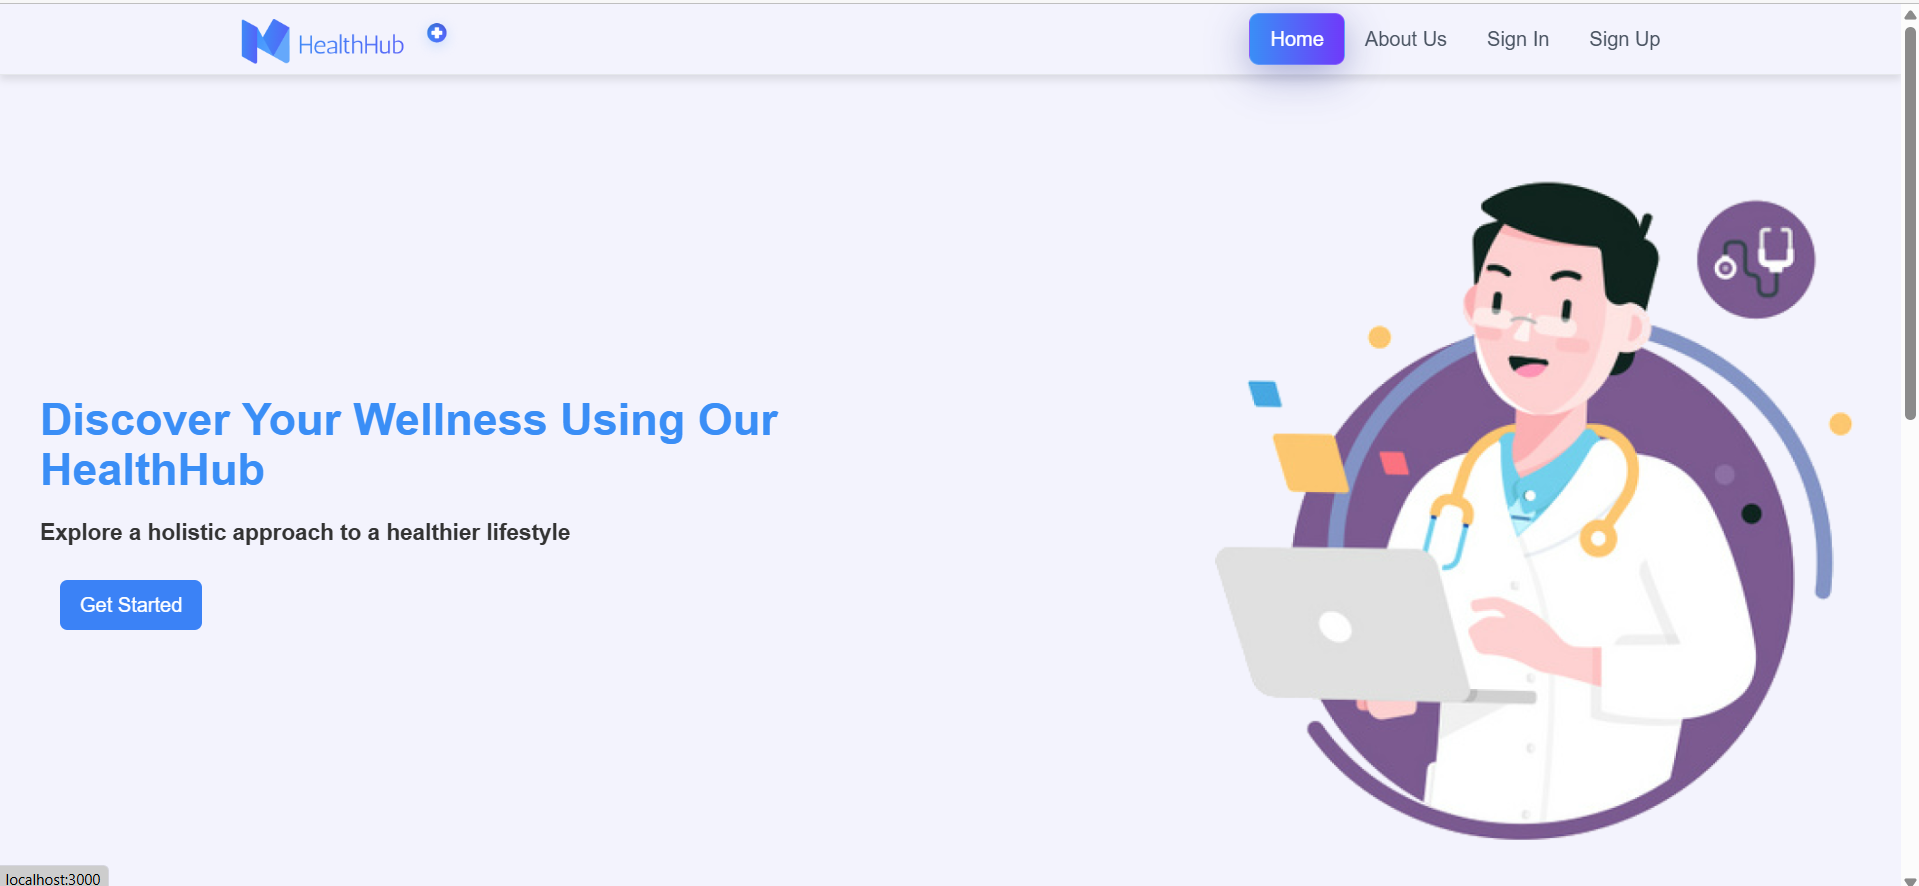 HealthHub
Home
About Us
Sign In
Sign Up
Discover Your Wellness Using Our
HealthHub
Explore a holistic approach to a healthier lifestyle
Get Started
localhost:3000